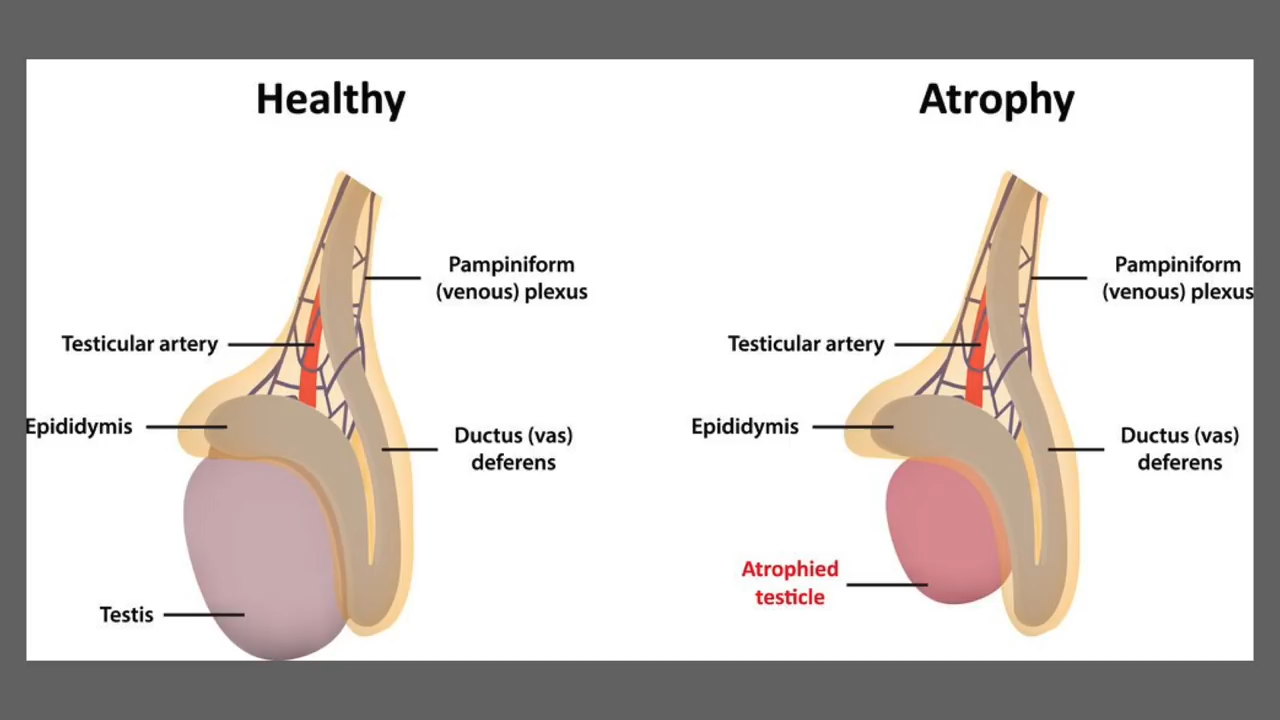 Healthy
Pampiniform
(venous) plexus
Testicular artery
Epididymis
Ductus (vas)
deferens
Testis
Atrophy
Pampiniform
(venous) plexus
Testicular artery
Epididymis
Ductus (vas)
deferens
Atrophied
testicle